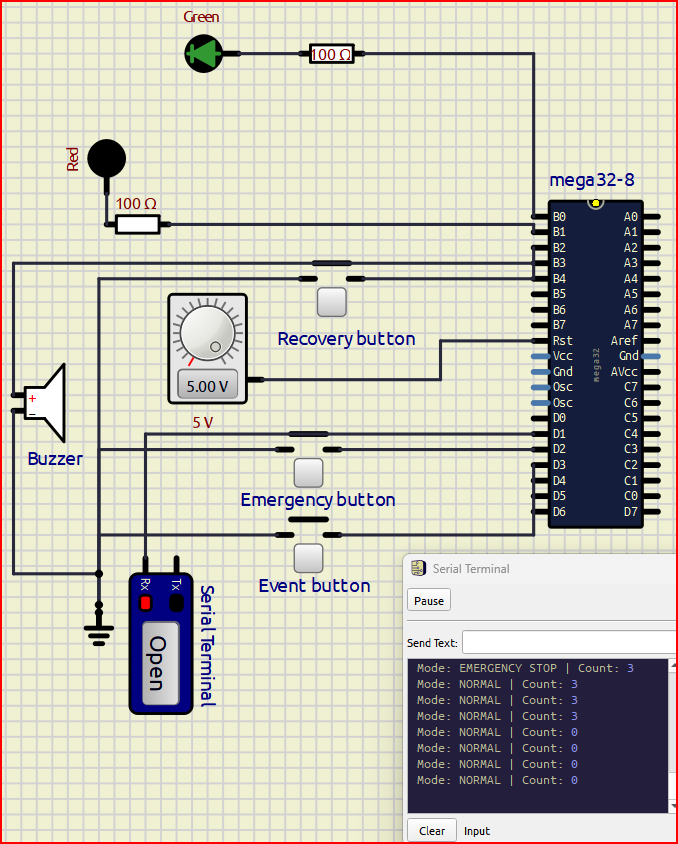 Green
100 Ω
Red
100 Ω
mega32-8
B0 A0
B1 A1
B2 A2
B3 A3
B4 A4
B5 A5
B6 A6
B7 A7
Rst Aref
Vcc Gnd
Gnd AVcc
Osc C7
Osc C6
D0 C5
D1 C4
D2 C3
D3 C2
D4 C1
D5 C0
D6 D7
mega32
Recovery button
5.00 V
5 V
+
−
Buzzer
Emergency button
Event button
Rx Tx
Open
Serial Terminal
Serial Terminal
Pause
Send Text:
Mode: EMERGENCY STOP | Count: 3
Mode: NORMAL | Count: 3
Mode: NORMAL | Count: 3
Mode: NORMAL | Count: 3
Mode: NORMAL | Count: 0
Mode: NORMAL | Count: 0
Mode: NORMAL | Count: 0
Mode: NORMAL | Count: 0
Clear Input